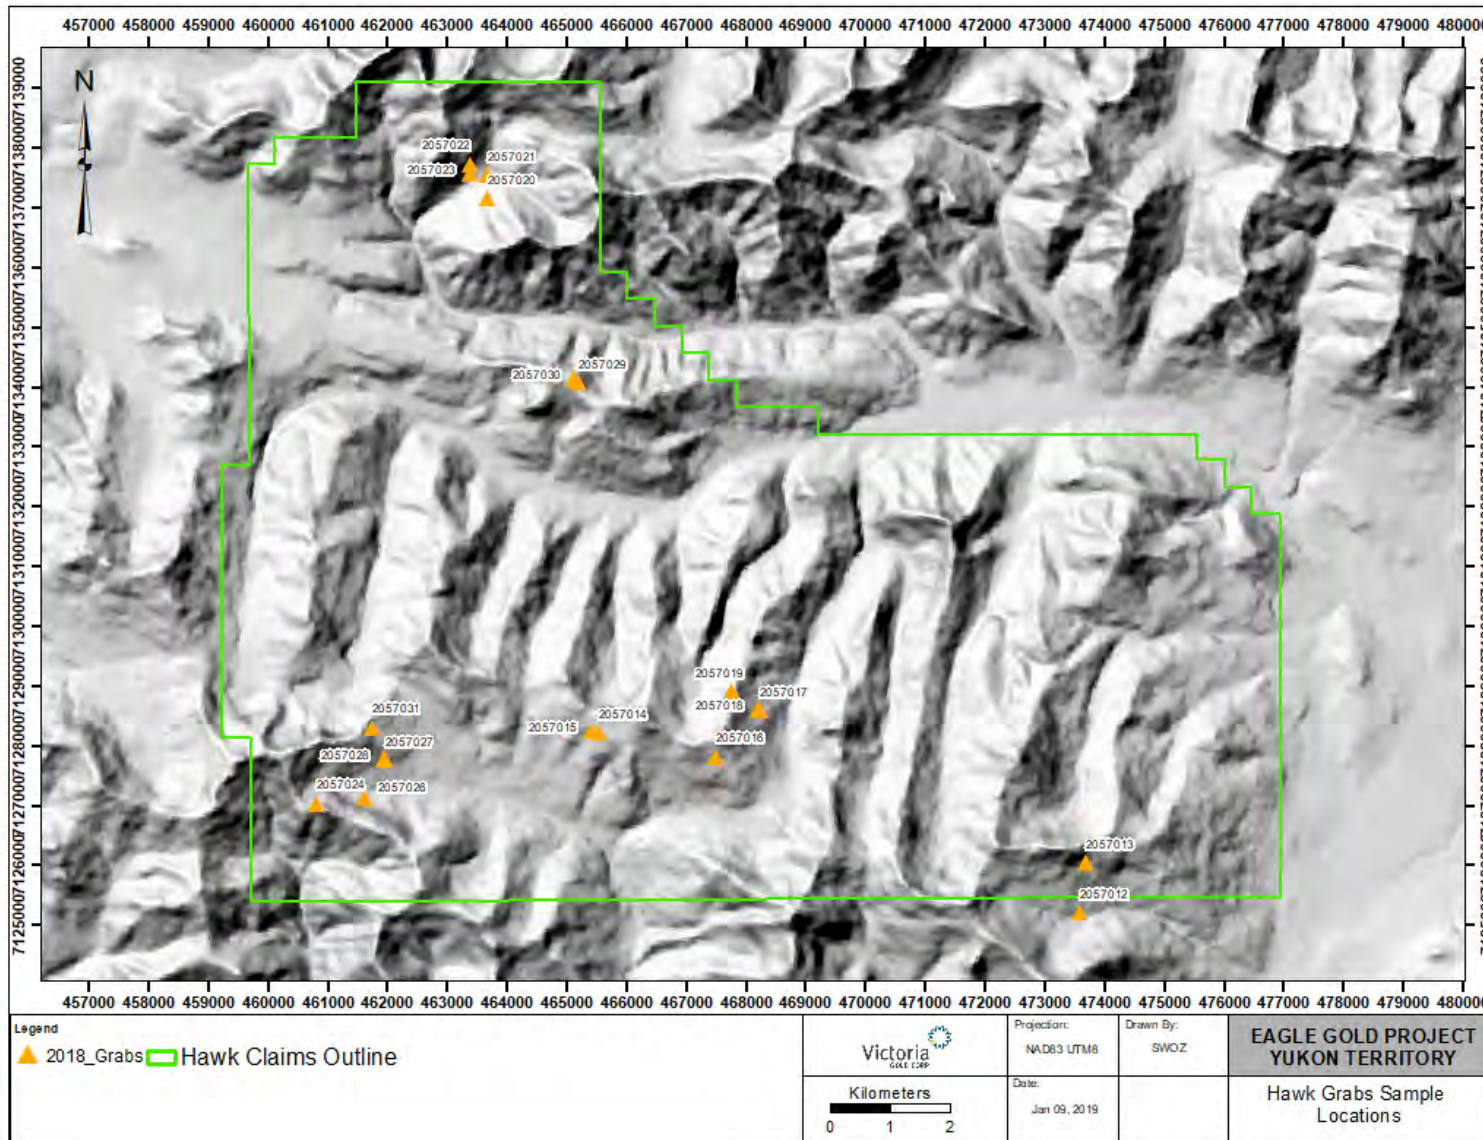 457000 458000 459000 460000 461000 462000 463000 464000 465000 466000 467000 468000 469000 470000 471000 472000 473000 474000 475000 476000 477000 478000 479000 480000
7139000
7138000
7137000
7136000
7135000
7134000
7133000
7132000
7131000
7130000
7129000
7128000
7127000
7126000
7125000
N
2057022
2057021
2057023
2057020
2057029
2057030
2057019
2057017
2057018
2057031
2057015
2057014
2057027
2057028
2057016
2057024
2057026
2057013
2057012
457000 458000 459000 460000 461000 462000 463000 464000 465000 466000 467000 468000 469000 470000 471000 472000 473000 474000 475000 476000 477000 478000 479000 480000
Legend
2018_Grabs Hawk Claims Outline
Victoria
GOLD CORP
Kilometers
0 1 2
Projection:
NAD83 UTM8
Drawn By:
SWOZ
Date:
Jan 09, 2019
EAGLE GOLD PROJECT
YUKON TERRITORY
Hawk Grabs Sample
Locations